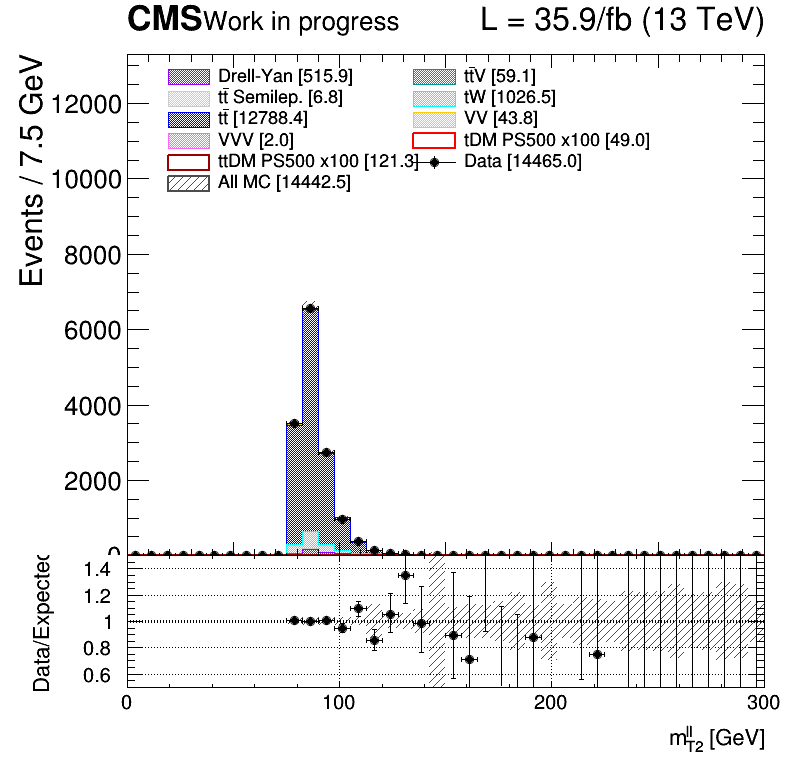 CMS Work in progress L = 35.9/fb (13 TeV)
Events / 7.5 GeV
12000
10000
8000
6000
4000
2000
0
Drell-Yan [515.9]
tt̄ Semilep. [6.8]
tt̄ [12788.4]
VVV [2.0]
ttDM PS500 x100 [121.3]
All MC [14442.5]
tt̄V [59.1]
tW [1026.5]
VV [43.8]
tDM PS500 x100 [49.0]
Data [14465.0]
Data/Expected
1.4
1.2
1
0.8
0.6
0 100 200 300
m_T2^ll [GeV]